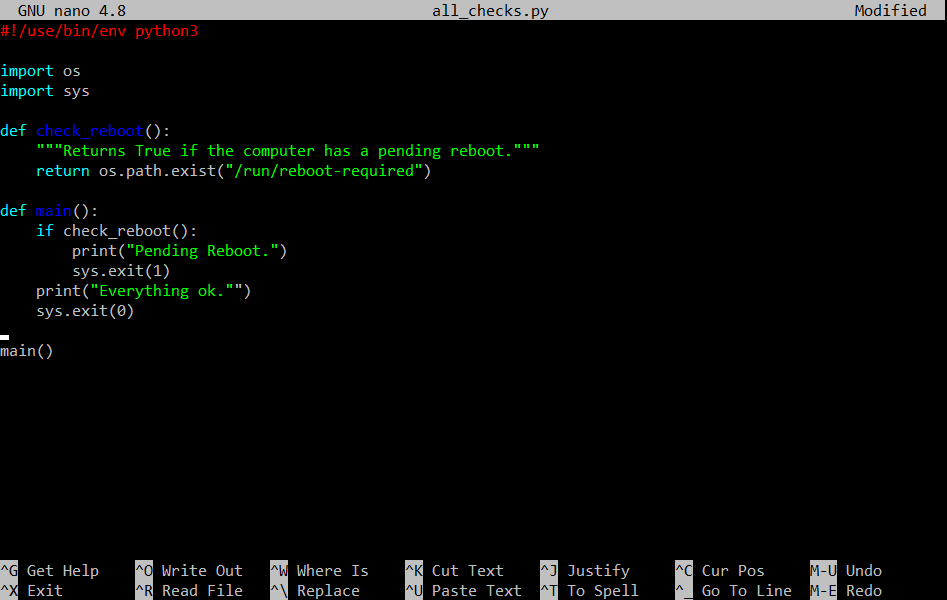 GNU nano 4.8 all_checks.py Modified
#!/use/bin/env python3
import os
import sys
def check_reboot():
    """Returns True if the computer has a pending reboot."""
    return os.path.exist("/run/reboot-required")
def main():
    if check_reboot():
        print("Pending Reboot.")
        sys.exit(1)
    print("Everything ok."")
    sys.exit(0)
main()
^G Get Help ^O Write Out ^W Where Is ^K Cut Text ^J Justify ^C Cur Pos M-U Undo
^X Exit ^R Read File ^\ Replace ^U Paste Text ^T To Spell ^_ Go To Line M-E Redo